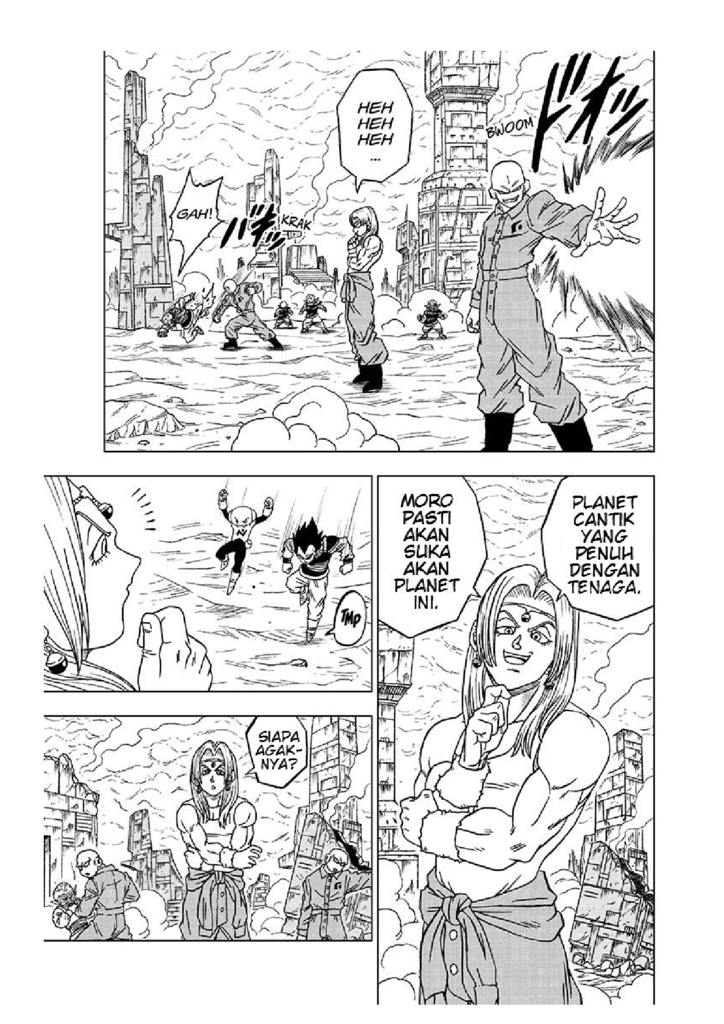 HEH
HEH
HEH
...
ドオッ
BWOOM
GAH!
バキッ
KRAK
PLANET
CANTIK
YANG
PENUH
DENGAN
TENAGA.
MORO
PASTI
AKAN
SUKA
AKAN
PLANET
INI.
TMP
SIAPA
AGAK-
NYA?